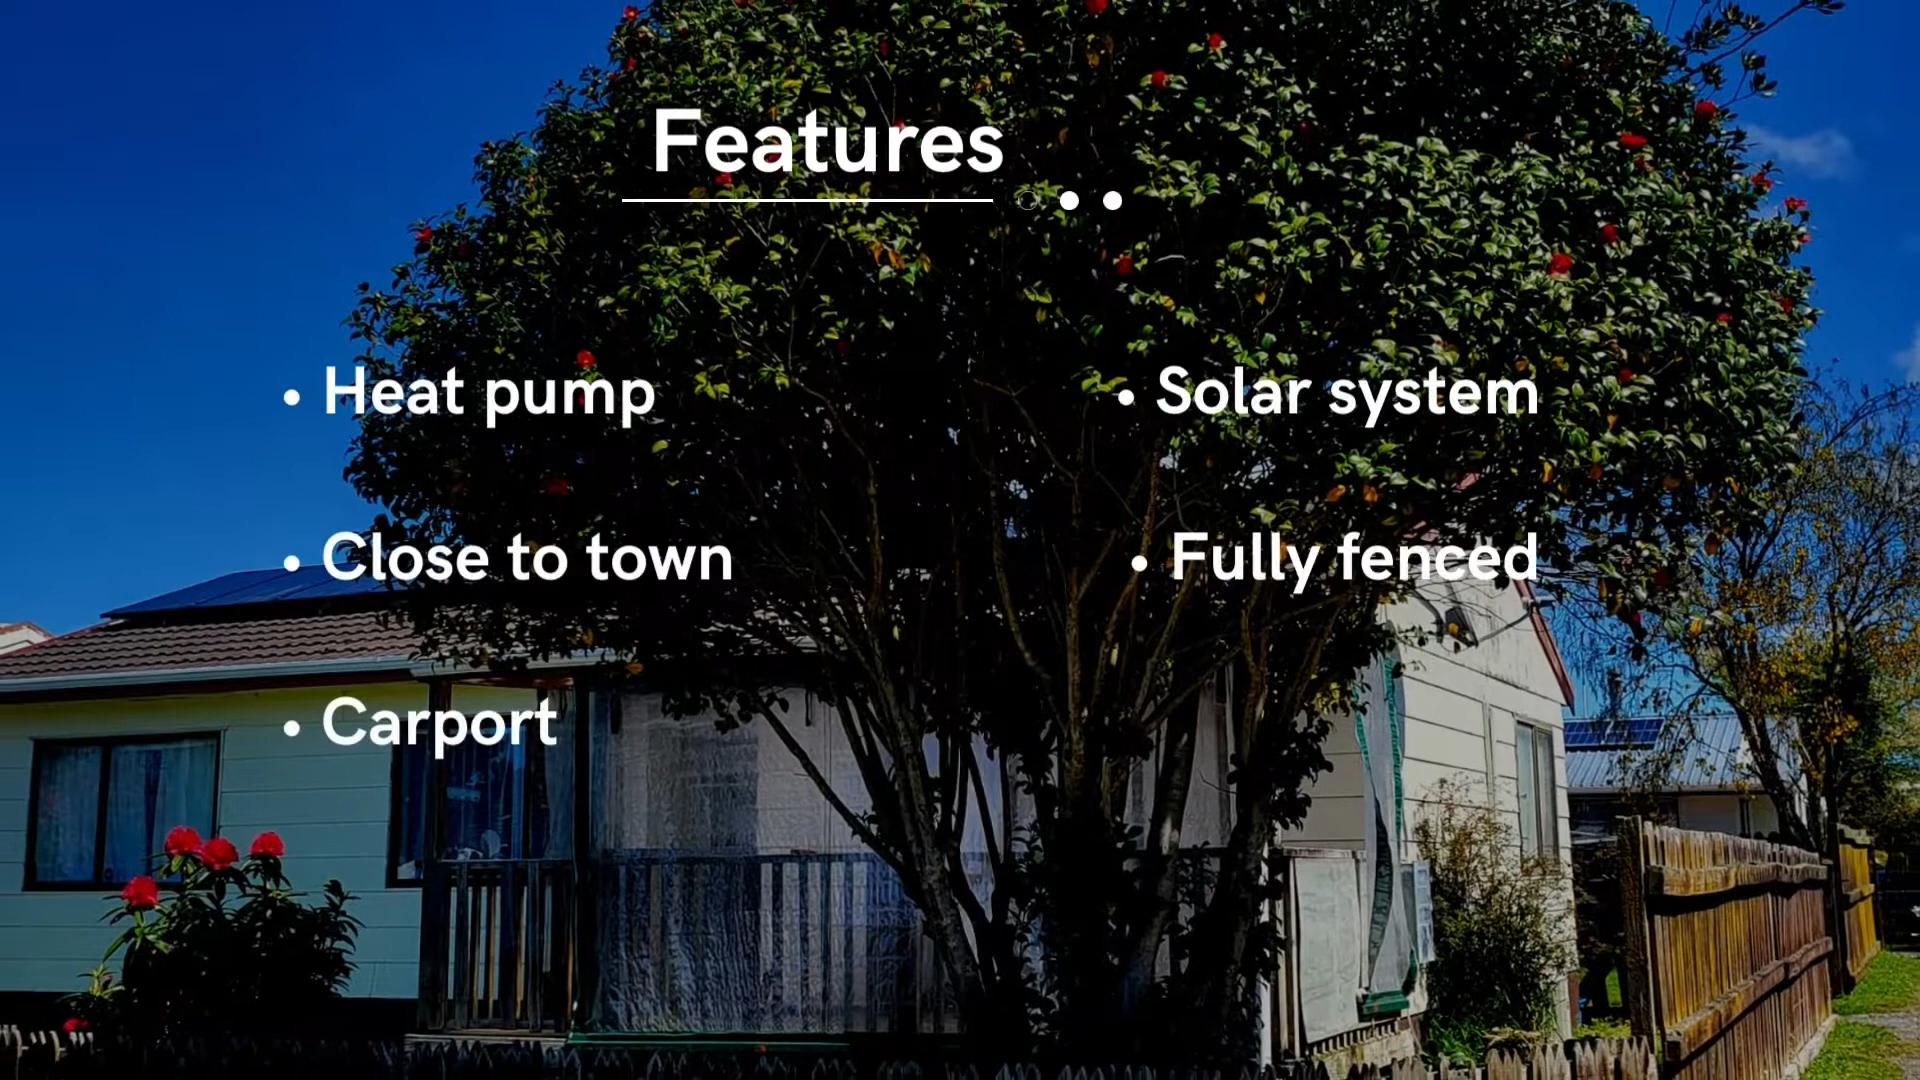 Features
• Heat pump
• Close to town
• Carport
• Solar system
• Fully fenced